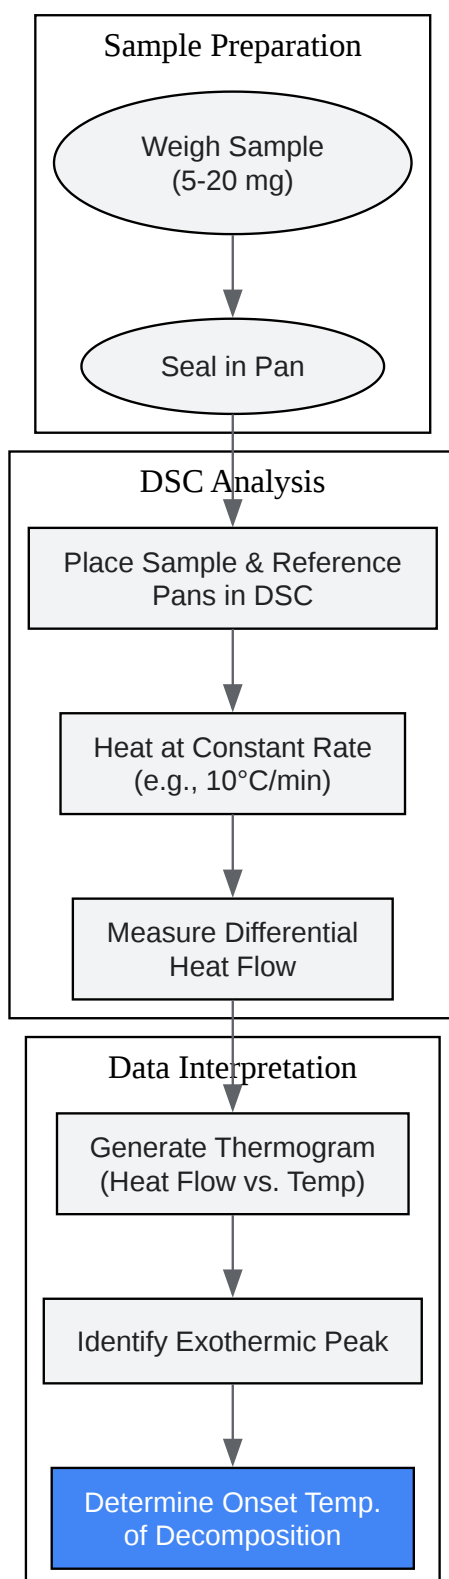 Sample Preparation
Weigh Sample
(5-20 mg)
Seal in Pan
DSC Analysis
Place Sample & Reference
Pans in DSC
Heat at Constant Rate
(e.g., 10°C/min)
Measure Differential
Heat Flow
Data Interpretation
Generate Thermogram
(Heat Flow vs. Temp)
Identify Exothermic Peak
Determine Onset Temp.
of Decomposition